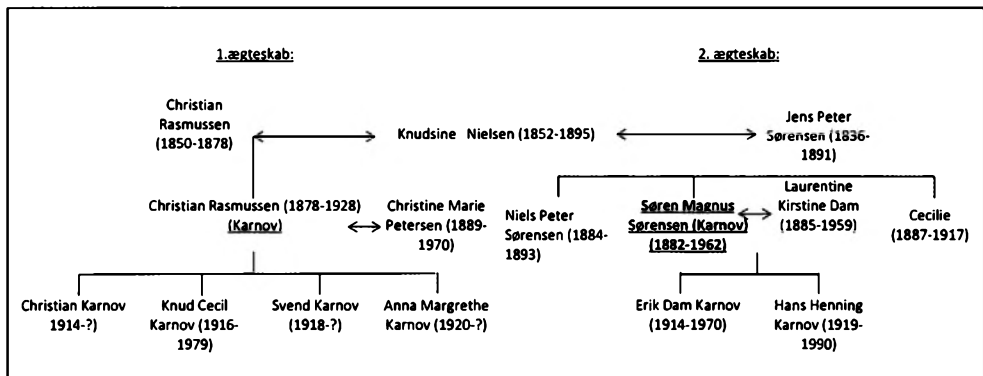 1.ægteskab:
2. ægteskab:
Christian
Rasmussen
(1850-1878)
Knudsine Nielsen (1852-1895)
Jens Peter
Sørensen (1836-
1891)
Christian Rasmussen (1878-1928)
(Karnov)
Christine Marie
Petersen (1889-
1970)
Niels Peter
Sørensen (1884-
1893)
Søren Magnus
Sørensen (Karnov)
(1882-1962)
Laurentine
Kirstine Dam
(1885-1959)
Cecilie
(1887-1917)
Christian Karnov
1914-?)
Knud Cecil
Karnov (1916-
1979)
Svend Karnov
(1918-?)
Anna Margrethe
Karnov (1920-?)
Erik Dam Karnov
(1914-1970)
Hans Henning
Karnov (1919-
1990)